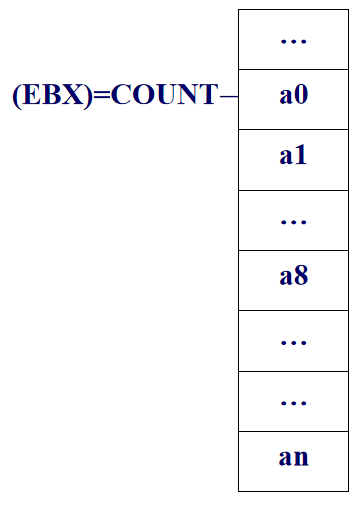 …
(EBX)=COUNT
a0
a1
…
a8
…
…
an